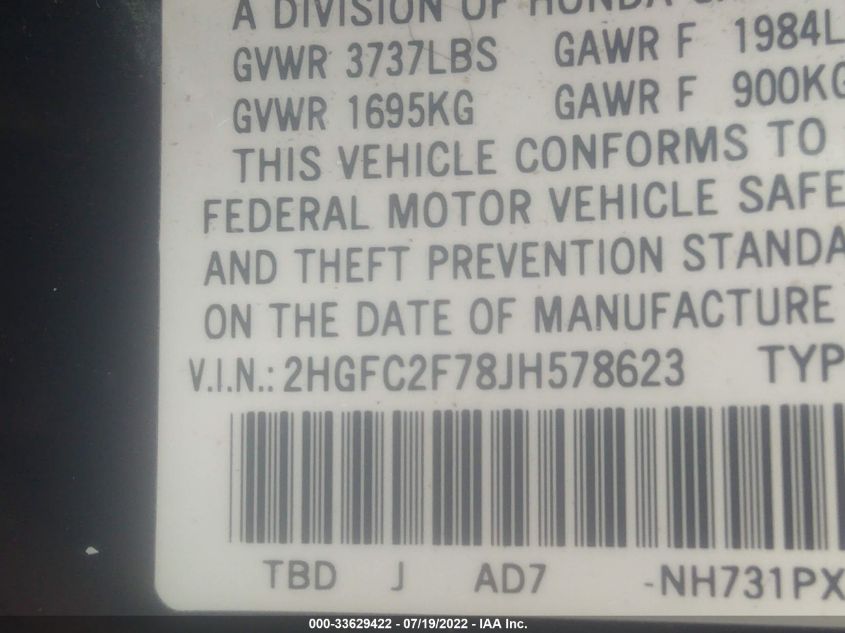 A DIVISION OF HONDA
GVWR 3737LBS GAWR F 1984L
GVWR 1695KG GAWR F 900KG
THIS VEHICLE CONFORMS TO
FEDERAL MOTOR VEHICLE SAFE
AND THEFT PREVENTION STANDA
ON THE DATE OF MANUFACTURE
V.I.N.: 2HGFC2F78JH578623 TYP
TBD J AD7 -NH731PX
000-33629422 - 07/19/2022 - IAA Inc.